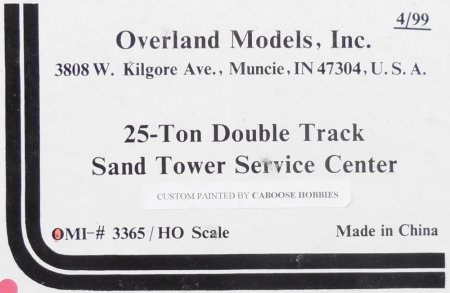 4/99
Overland Models, Inc.
3808 W. Kilgore Ave., Muncie, IN 47304, U.S.A.
25-Ton Double Track
Sand Tower Service Center
CUSTOM PAINTED BY CABOOSE HOBBIES
OMI-# 3365/HO Scale Made in China